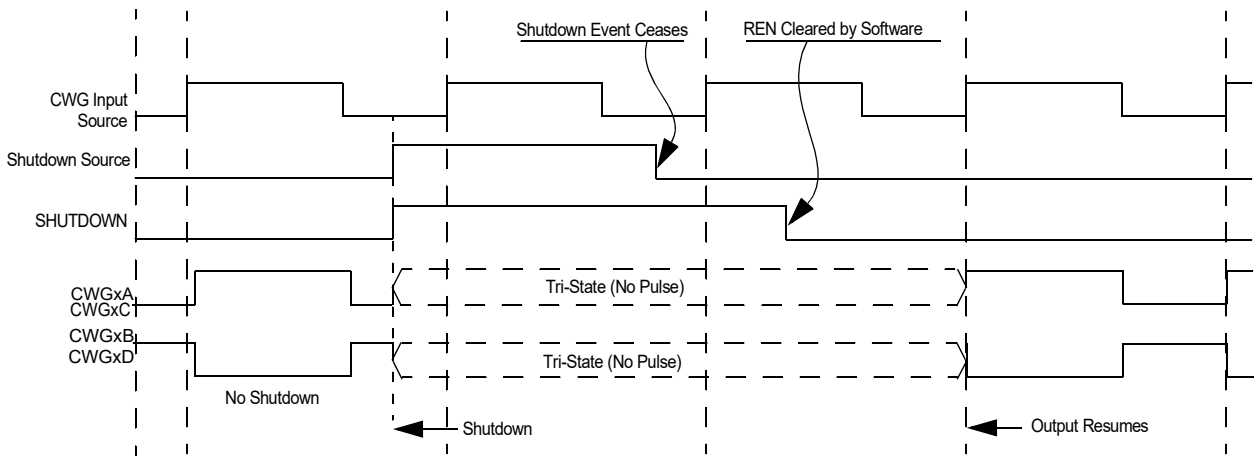 Shutdown Event Ceases
REN Cleared by Software
CWG Input
Source
Shutdown Source
SHUTDOWN
CWGxA
CWGxC
Tri-State (No Pulse)
CWGxB
CWGxD
Tri-State (No Pulse)
No Shutdown
Shutdown
Output Resumes